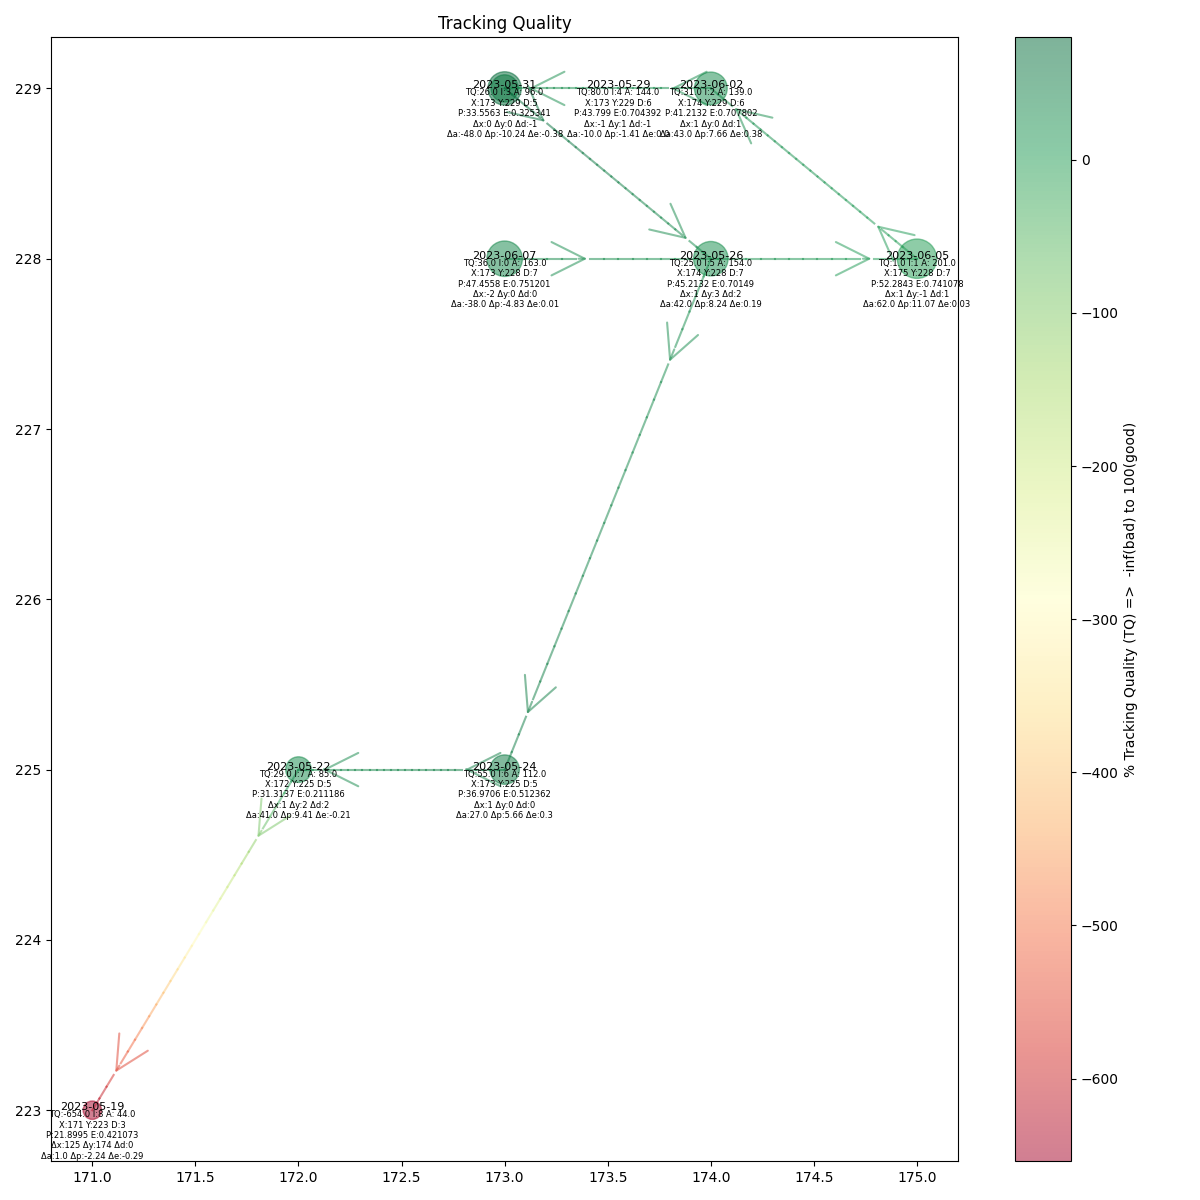 Tracking Quality
229
228
227
226
225
224
223
2023-05-31
TQ:26.0 I:3 A: 96.0
X:173 Y:229 D:5
P:33.5563 E:0.325341
Δx:0 Δy:0 Δd:-1
Δa:-48.0 Δp:-10.24 Δe:-0.38
2023-05-29
TQ:80.0 I:4 A: 144.0
X:173 Y:229 D:6
P:43.799 E:0.704392
Δx:-1 Δy:1 Δd:-1
Δa:-10.0 Δp:-1.41
2023-06-02
TQ:31.0 I:2 A: 139.0
X:174 Y:229 D:6
P:41.2132 E:0.707802
Δx:1 Δy:0 Δd:1
Δa:43.0 Δp:7.66 Δe:0.38
2023-06-07
TQ:36.0 I:0 A: 163.0
X:173 Y:228 D:7
P:47.4558 E:0.751201
Δx:-2 Δy:0 Δd:0
Δa:-38.0 Δp:-4.83 Δe:0.01
2023-05-26
TQ:25.0 I:5 A: 154.0
X:174 Y:228 D:7
P:45.2132 E:0.70149
Δx:1 Δy:3 Δd:2
Δa:42.0 Δp:8.24 Δe:0.19
2023-06-05
TQ:1.0 I:1 A: 201.0
X:175 Y:228 D:7
P:52.2843 E:0.741078
Δx:1 Δy:-1 Δd:1
Δa:62.0 Δp:11.07 Δe:0.03
2023-05-22
TQ:29.0 I:7 A: 85.0
X:172 Y:225 D:5
P:31.3137 E:0.211186
Δx:1 Δy:2 Δd:2
Δa:41.0 Δp:9.41 Δe:-0.21
2023-05-24
TQ:55.0 I:6 A: 112.0
X:173 Y:225 D:5
P:36.9706 E:0.512362
Δx:1 Δy:0 Δd:0
Δa:27.0 Δp:5.66 Δe:0.3
2023-05-19
TQ:-654.0 I:8 A: 44.0
X:171 Y:223 D:3
P:21.8995 E:0.421073
Δx:125 Δy:174 Δd:0
Δa:1.0 Δp:-2.24 Δe:-0.29
171.0 171.5 172.0 172.5 173.0 173.5 174.0 174.5 175.0
0
−100
−200
−300
−400
−500
−600
% Tracking Quality (TQ) => -inf(bad) to 100(good)